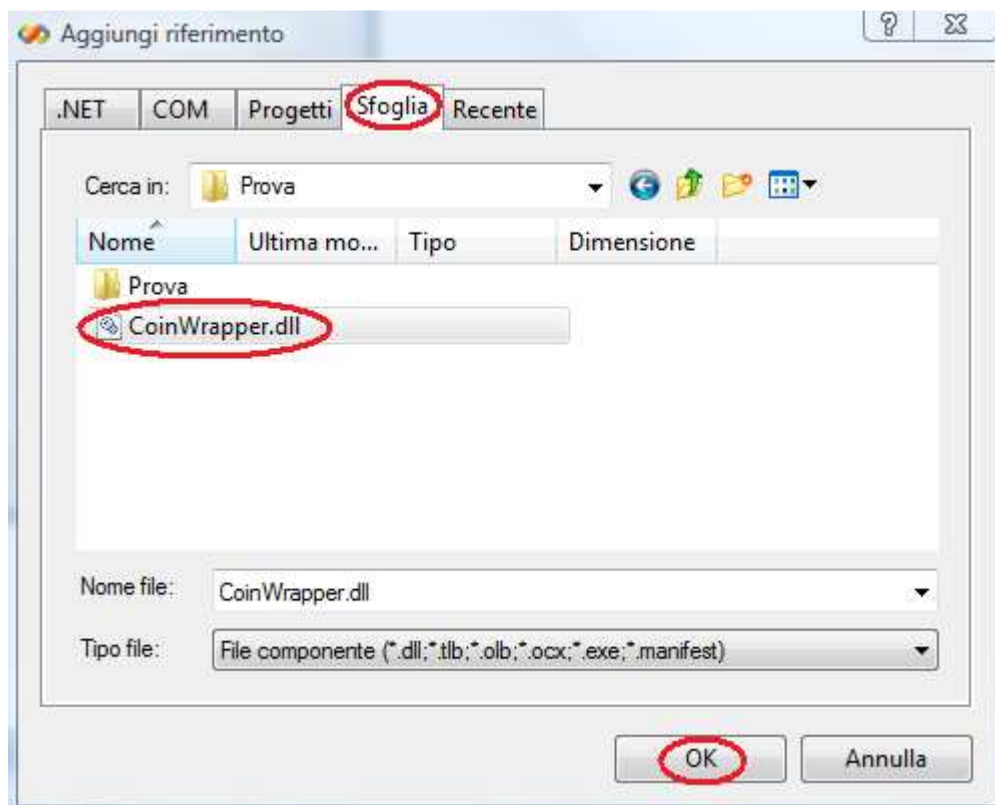 Aggiungi riferimento
.NET COM Progetti Sfoglia Recente
Cerca in: Prova
Nome Ultima mo... Tipo Dimensione
Prova
CoinWrapper.dll
Nome file: CoinWrapper.dll
Tipo file: File componente (*.dll;*.tlb;*.olb;*.ocx;*.exe;*.manifest)
OK Annulla